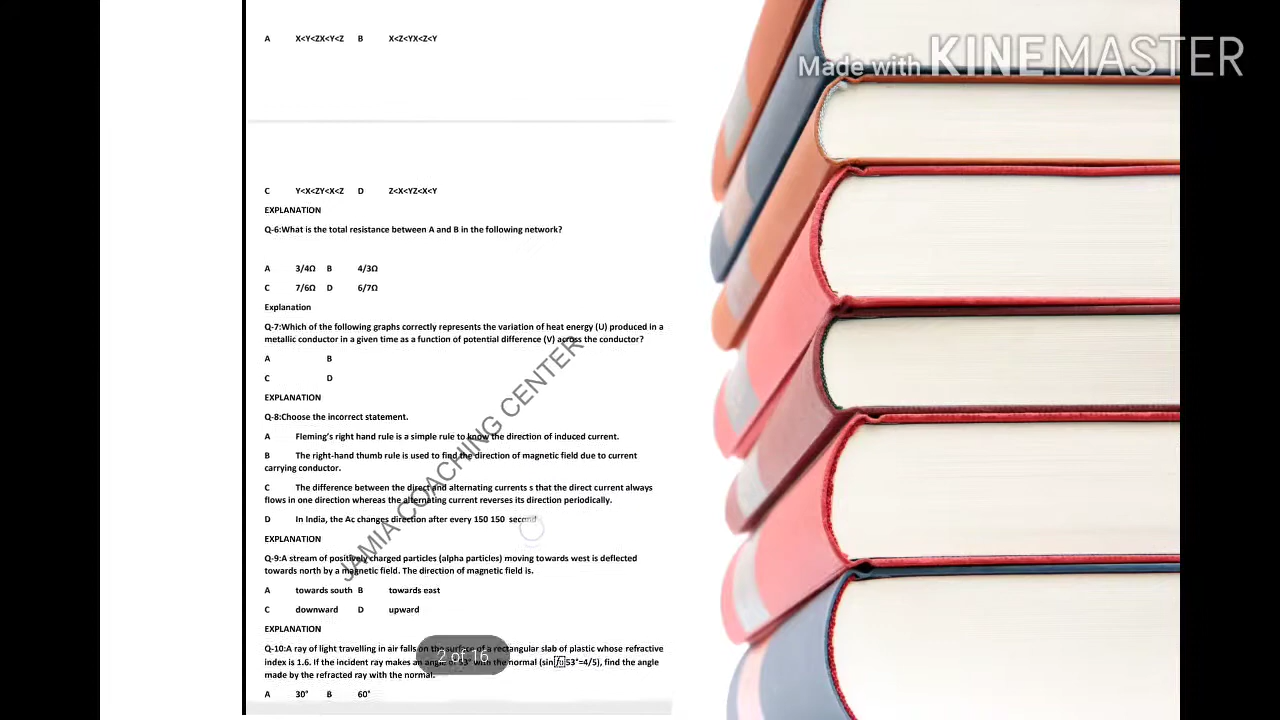 Made with KINEMASTER
A X<Y<ZX<Y<Z B X<Z<YX<Z<Y
C Y<X<ZY<X<Z D Z<X<YZ<X<Y
EXPLANATION
Q-6:What is the total resistance between A and B in the following network?
A 3/4Ω B 4/3Ω
C 7/6Ω D 6/7Ω
Explanation
Q-7:Which of the following graphs correctly represents the variation of heat energy (U) produced in a
metallic conductor in a given time as a function of potential difference (V) across the conductor?
A B
C D
EXPLANATION
Q-8:Choose the incorrect statement.
A Fleming's right hand rule is a simple rule to know the direction of induced current.
B The right-hand thumb rule is used to find the direction of magnetic field due to current
carrying conductor.
C The difference between the direct and alternating currents s that the direct current always
flows in one direction whereas the alternating current reverses its direction periodically.
D In India, the Ac changes direction after every 150 150 second
EXPLANATION
Q-9:A stream of positively charged particles (alpha particles) moving towards west is deflected
towards north by a magnetic field. The direction of magnetic field is.
A towards south B towards east
C downward D upward
EXPLANATION
Q-10:A ray of light travelling in air falls on the surface of a rectangular slab of plastic whose refractive
index is 1.6. If the incident ray makes an angle of 53° with the normal (sin 53°=4/5), find the angle
made by the refracted ray with the normal.
A 30° B 60°
JAMIA COACHING CENTER
2 of 16